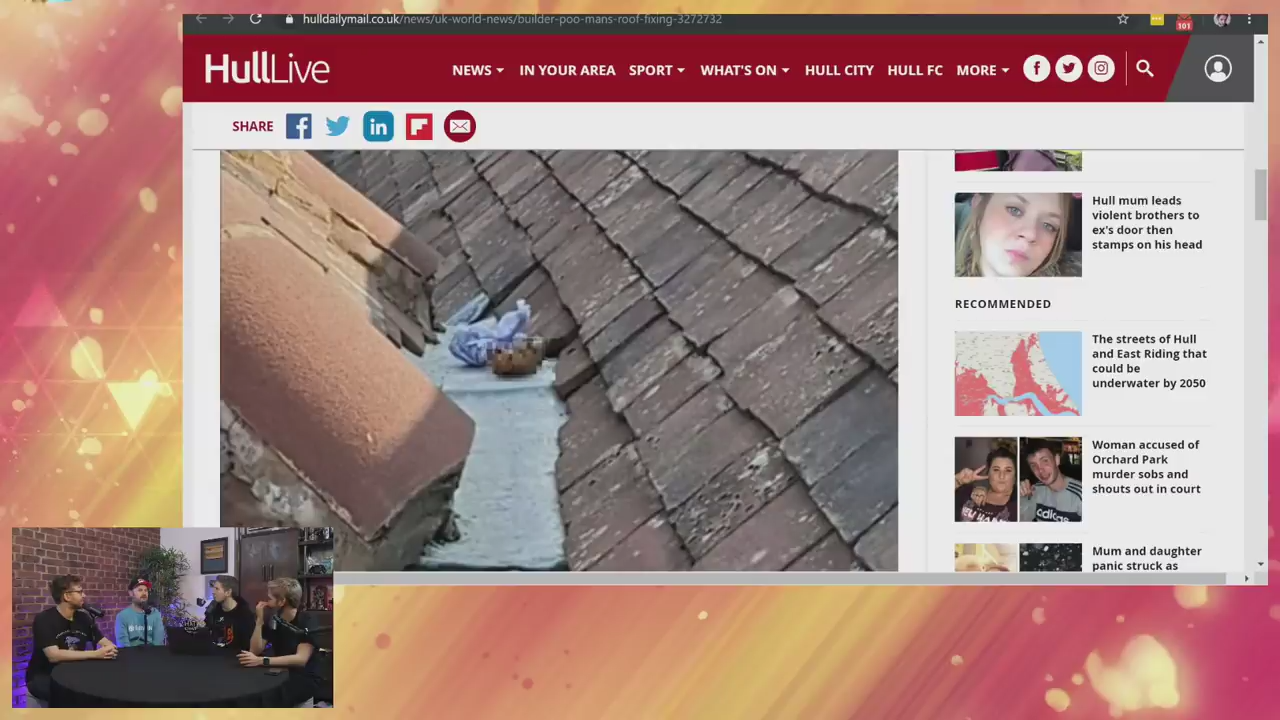 hulldailymail.co.uk/news/uk-world-news/builder-poo-mans-roof-fixing-3272732
101
HullLive
NEWS IN YOUR AREA SPORT WHAT'S ON HULL CITY HULL FC MORE
SHARE
Hull mum leads
violent brothers to
ex's door then
stamps on his head
RECOMMENDED
The streets of Hull
and East Riding that
could be
underwater by 2050
Woman accused of
Orchard Park
murder sobs and
shouts out in court
adidas
Mum and daughter
panic struck as